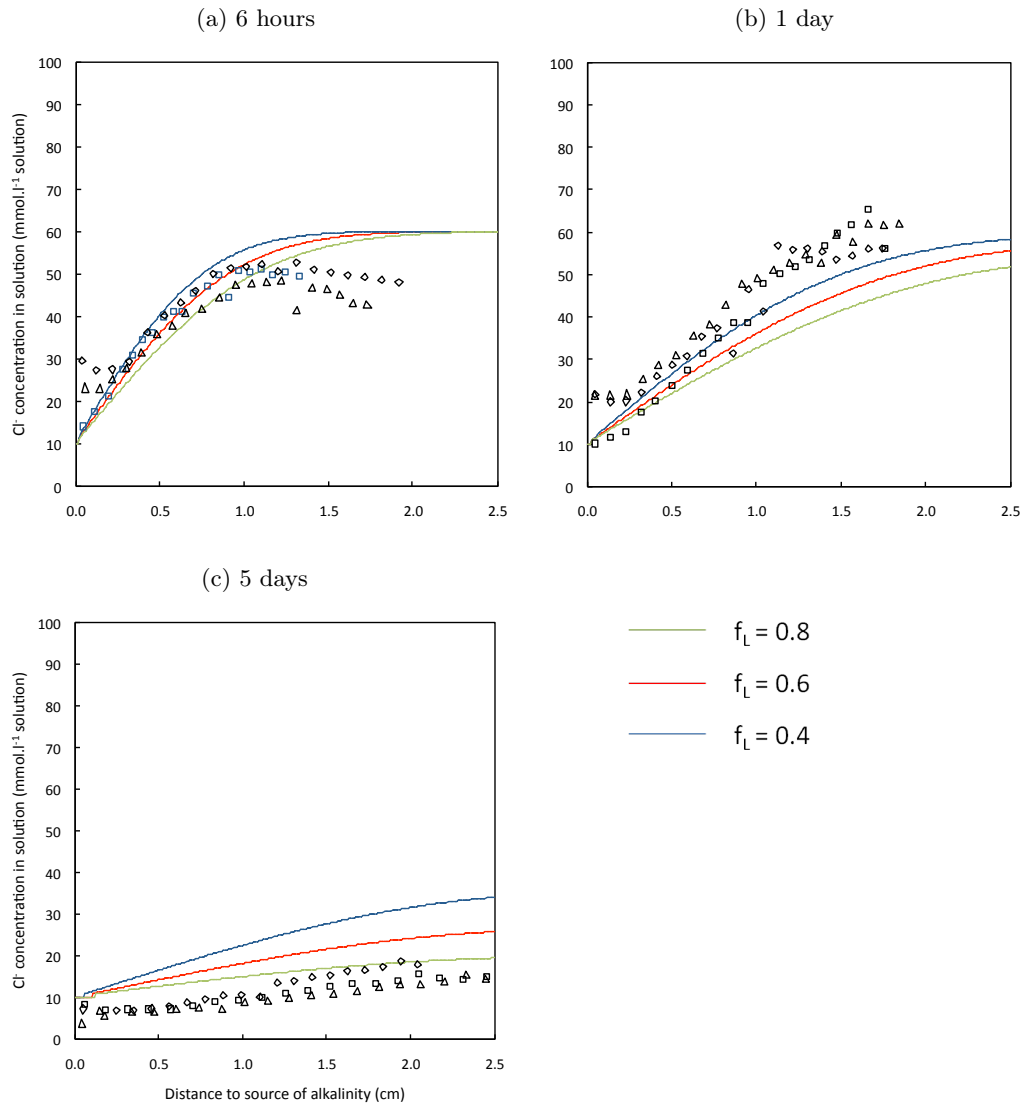 (a) 6 hours
(b) 1 day
Cl⁻ concentration in solution (mmol.l⁻¹ solution)
100
90
80
70
60
50
40
30
20
10
0
0.0 0.5 1.0 1.5 2.0 2.5
100
90
80
70
60
50
40
30
20
10
0
0.0 0.5 1.0 1.5 2.0 2.5
(c) 5 days
Cl⁻ concentration in solution (mmol.l⁻¹ solution)
100
90
80
70
60
50
40
30
20
10
0
0.0 0.5 1.0 1.5 2.0 2.5
Distance to source of alkalinity (cm)
f_L = 0.8
f_L = 0.6
f_L = 0.4